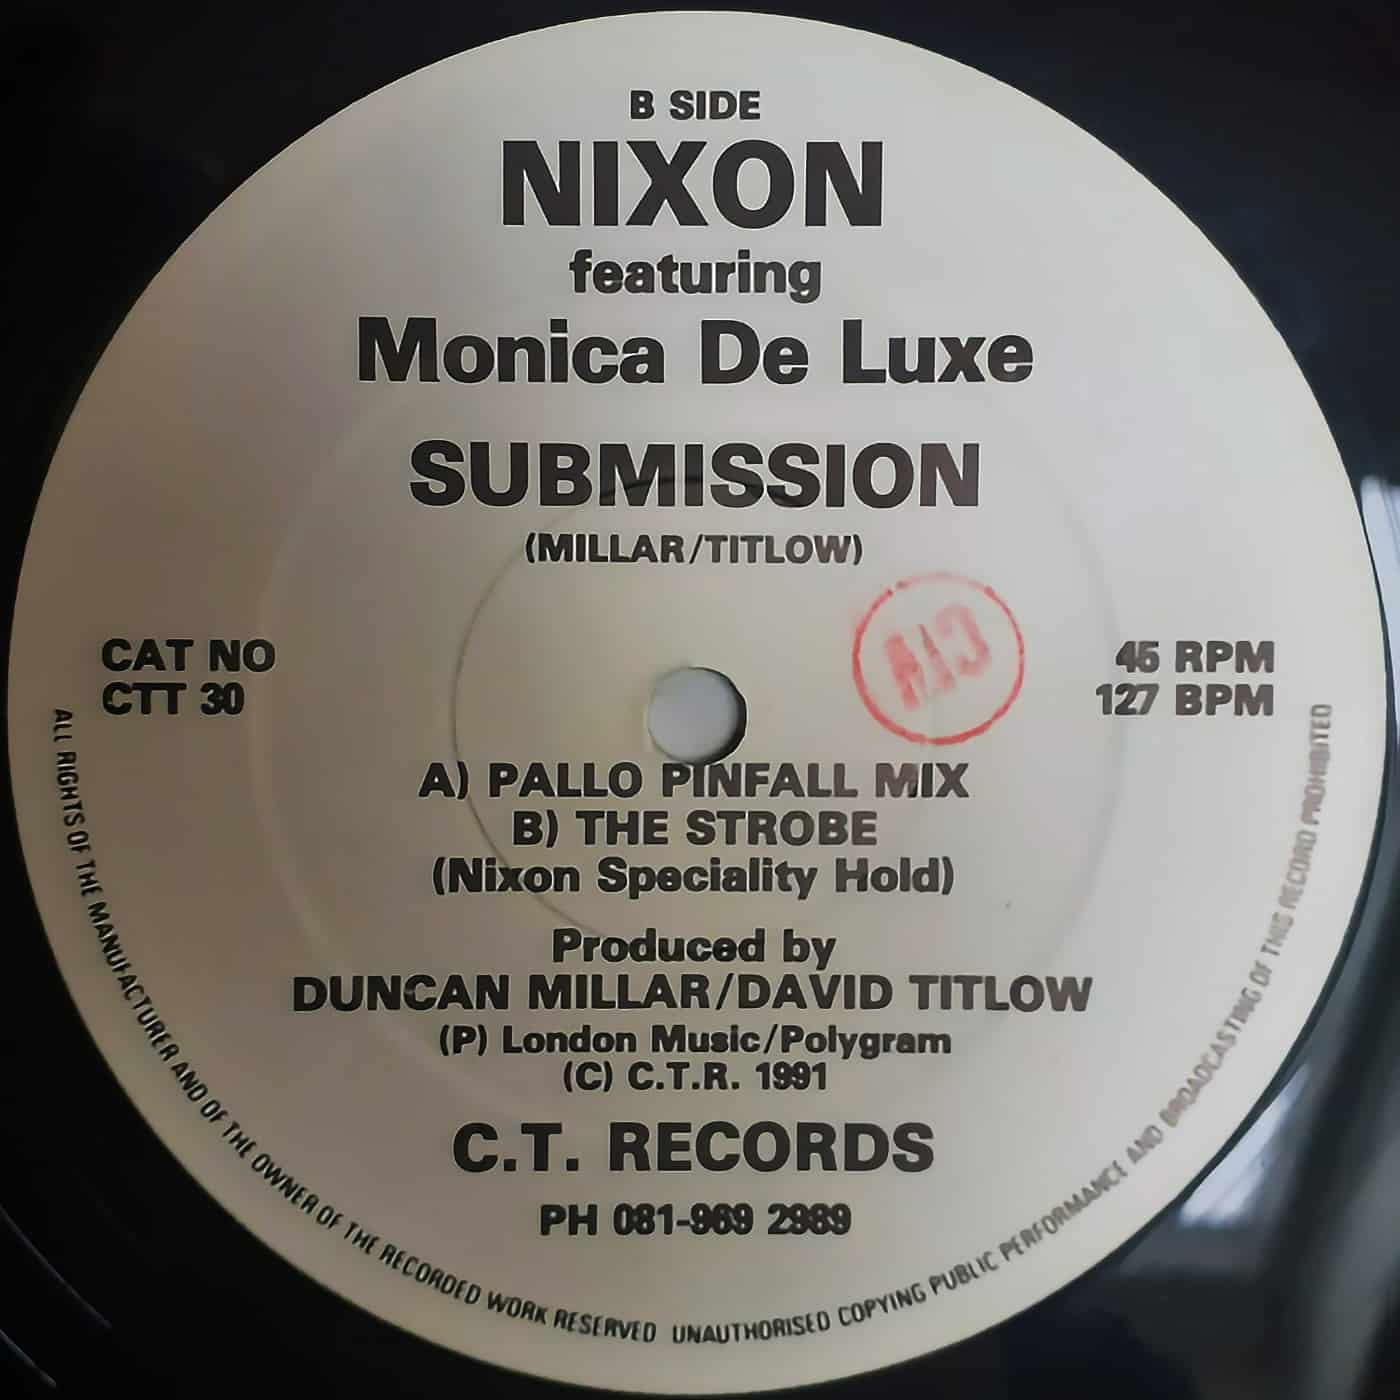 B SIDE
NIXON
featuring
Monica De Luxe
SUBMISSION
(MILLAR/TITLOW)
CAT NO
CTT 30
45 RPM
127 BPM
A) PALLO PINFALL MIX
B) THE STROBE
(Nixon Speciality Hold)
Produced by
DUNCAN MILLAR/DAVID TITLOW
(P) London Music/Polygram
(C) C.T.R. 1991
C.T. RECORDS
PH 081-969 2989
ALL RIGHTS OF THE MANUFACTURER AND OF THE OWNER OF THE RECORDED WORK RESERVED UNAUTHORISED COPYING PUBLIC PERFORMANCE AND BROADCASTING OF THIS RECORD PROHIBITED